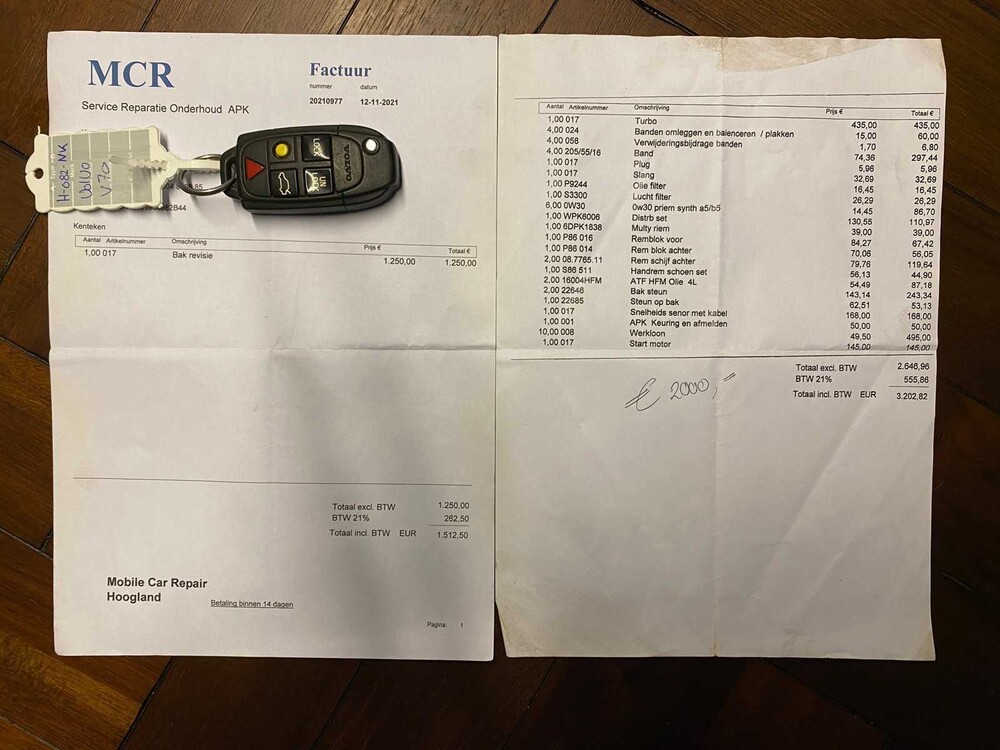 MCR
Service Reparatie Onderhoud APK
Factuur
nummer datum
20210977 12-11-2021
H-082-NK
Volvo
V70
85
82B44
LOCK
VOLVO
UN
LOCK
Kenteken
Aantal Artikelnummer Omschrijving Prijs € Totaal €
1,00 017 Bak revisie 1.250,00 1.250,00
Totaal excl. BTW 1.250,00
BTW 21% 262,50
Totaal incl. BTW EUR 1.512,50
Mobile Car Repair
Hoogland
Betaling binnen 14 dagen
Pagina: 1
Aantal Artikelnummer Omschrijving Prijs € Totaal €
1,00 017 Turbo 435,00 435,00
4,00 024 Banden omleggen en balenceren / plakken 15,00 60,00
4,00 058 Verwijderingsbijdrage banden 1,70 6,80
4,00 205/55/16 Band 74,36 297,44
1,00 017 Plug 5,96 5,96
1,00 017 Slang 32,69 32,69
1,00 P9244 Olie filter 16,45 16,45
1,00 S3300 Lucht filter 26,29 26,29
6,00 0W30 0w30 priem synth a5/b5 14,45 86,70
1,00 WPK6006 Distrb set 130,55 110,97
1,00 6DPK1838 Multy riem 39,00 39,00
1,00 P86 016 Remblok voor 84,27 67,42
1,00 P86 014 Rem blok achter 70,06 56,05
2,00 08.7765.11 Rem schijf achter 79,76 119,64
1,00 S86 511 Handrem schoen set 56,13 44,90
2,00 16004HFM ATF HFM Olie 4L 54,49 87,18
2,00 22646 Bak steun 143,14 243,34
1,00 22685 Steun op bak 62,51 53,13
1,00 017 Snelheids senor met kabel 168,00 168,00
1,00 001 APK Keuring en afmelden 50,00 50,00
10,00 008 Werkloon 49,50 495,00
1,00 017 Start motor 145,00 145,00
Totaal excl. BTW 2.646,96
BTW 21% 555,86
Totaal incl. BTW EUR 3.202,82
€ 2000,=